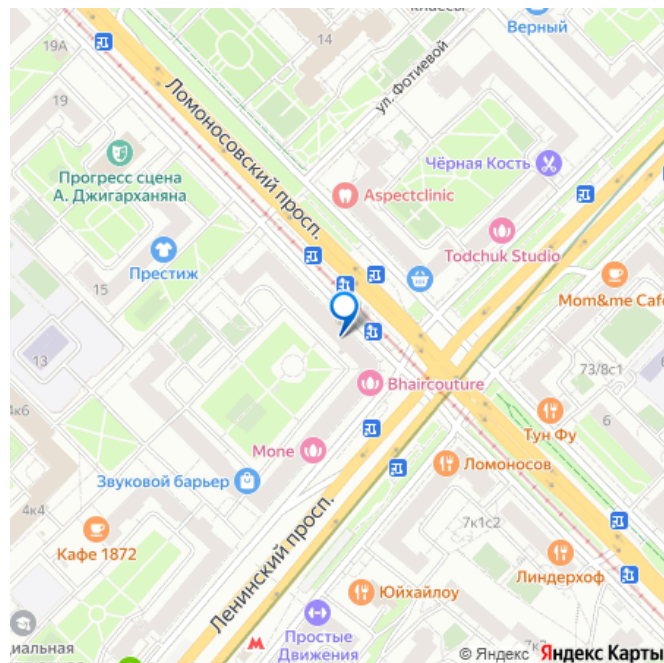 классы
Верный
19А
14
ул. Фотиевой
19
Ломоносовский просп.
Прогресс сцена
А. Джигарханяна
Чёрная Кость
Aspectclinic
Todchuk Studio
Престиж
15
Mom&me Cafe
13
73/8с1
Bhaircouture
4к6
6
Тун Фу
Mone
Ломоносов
Звуковой барьер
4к4
7к1с2
Кафе 1872
Ленинский просп.
Линдерхоф
Юйхайлоу
Простые
Движения
© Яндекс Яндекс Карты